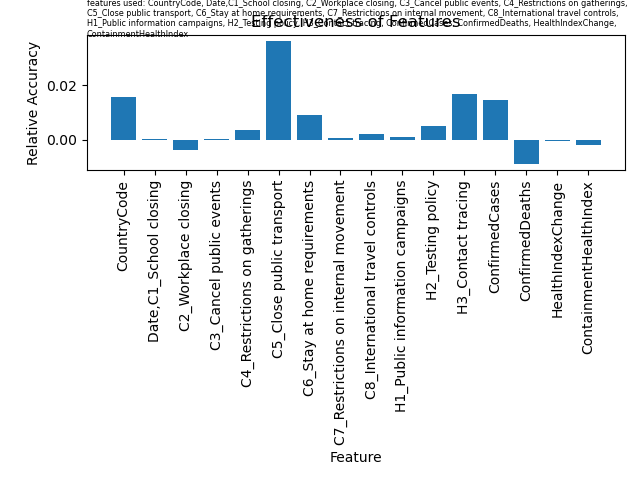 features used: CountryCode, Date,C1_School closing, C2_Workplace closing, C3_Cancel public events, C4_Restrictions on gatherings,
C5_Close public transport, C6_Stay at home requirements, C7_Restrictions on internal movement, C8_International travel controls,
H1_Public information campaigns, H2_Testing policy, H3_Contact tracing, ConfirmedCases, ConfirmedDeaths, HealthIndexChange,
ContainmentHealthIndex
Effectiveness of Features
Relative Accuracy
0.02
0.00
CountryCode
Date,C1_School closing
C2_Workplace closing
C3_Cancel public events
C4_Restrictions on gatherings
C5_Close public transport
C6_Stay at home requirements
C7_Restrictions on internal movement
C8_International travel controls
H1_Public information campaigns
H2_Testing policy
H3_Contact tracing
ConfirmedCases
ConfirmedDeaths
HealthIndexChange
ContainmentHealthIndex
Feature